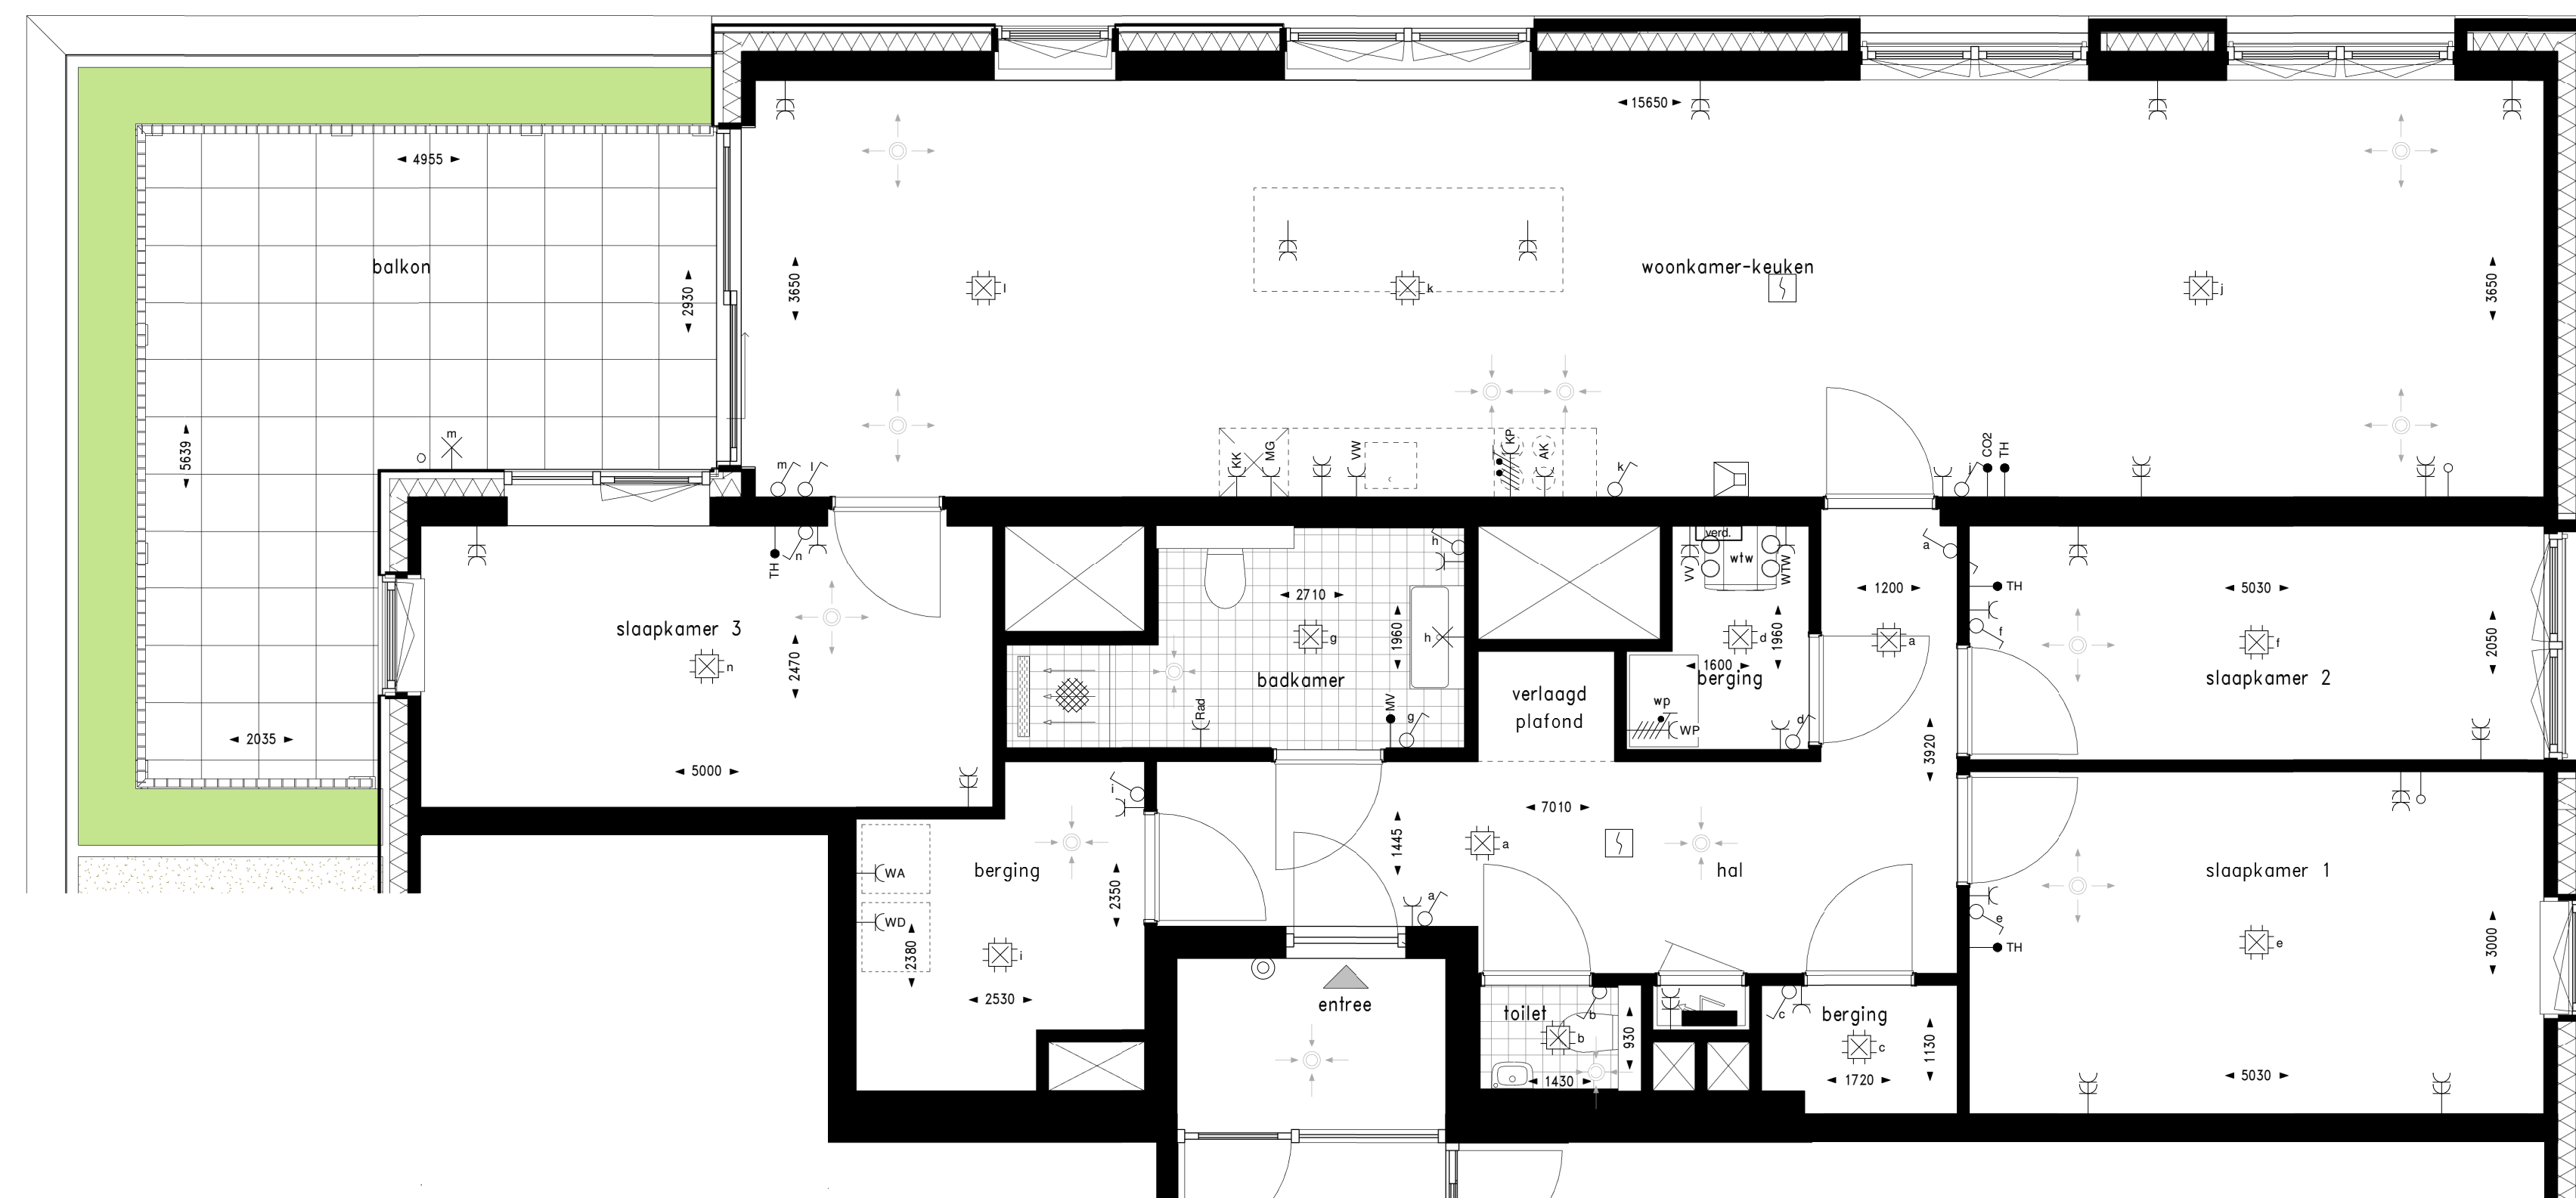 15650
4955
balkon
2930
3650
l
k
woonkamer-keuken
j
3650
5639
m
m
l
KK
MG
VW
KP
AK
k
j
CO2
TH
TH
n
h
verd.
VV
wtw
WTW
a
1200
TH
5030
2710
slaapkamer 3
n
2470
g
1960
h
d
1960
a
f
f
2050
1600
berging
badkamer
verlaagd
plafond
slaapkamer 2
wp
WP
Rad
MV
g
d
2035
5000
3920
i
7010
1445
a
berging
WA
2350
hal
slaapkamer 1
a
WD
2380
i
e
TH
e
3000
2530
entree
toilet
b
b
930
c
berging
c
1130
1430
1720
5030